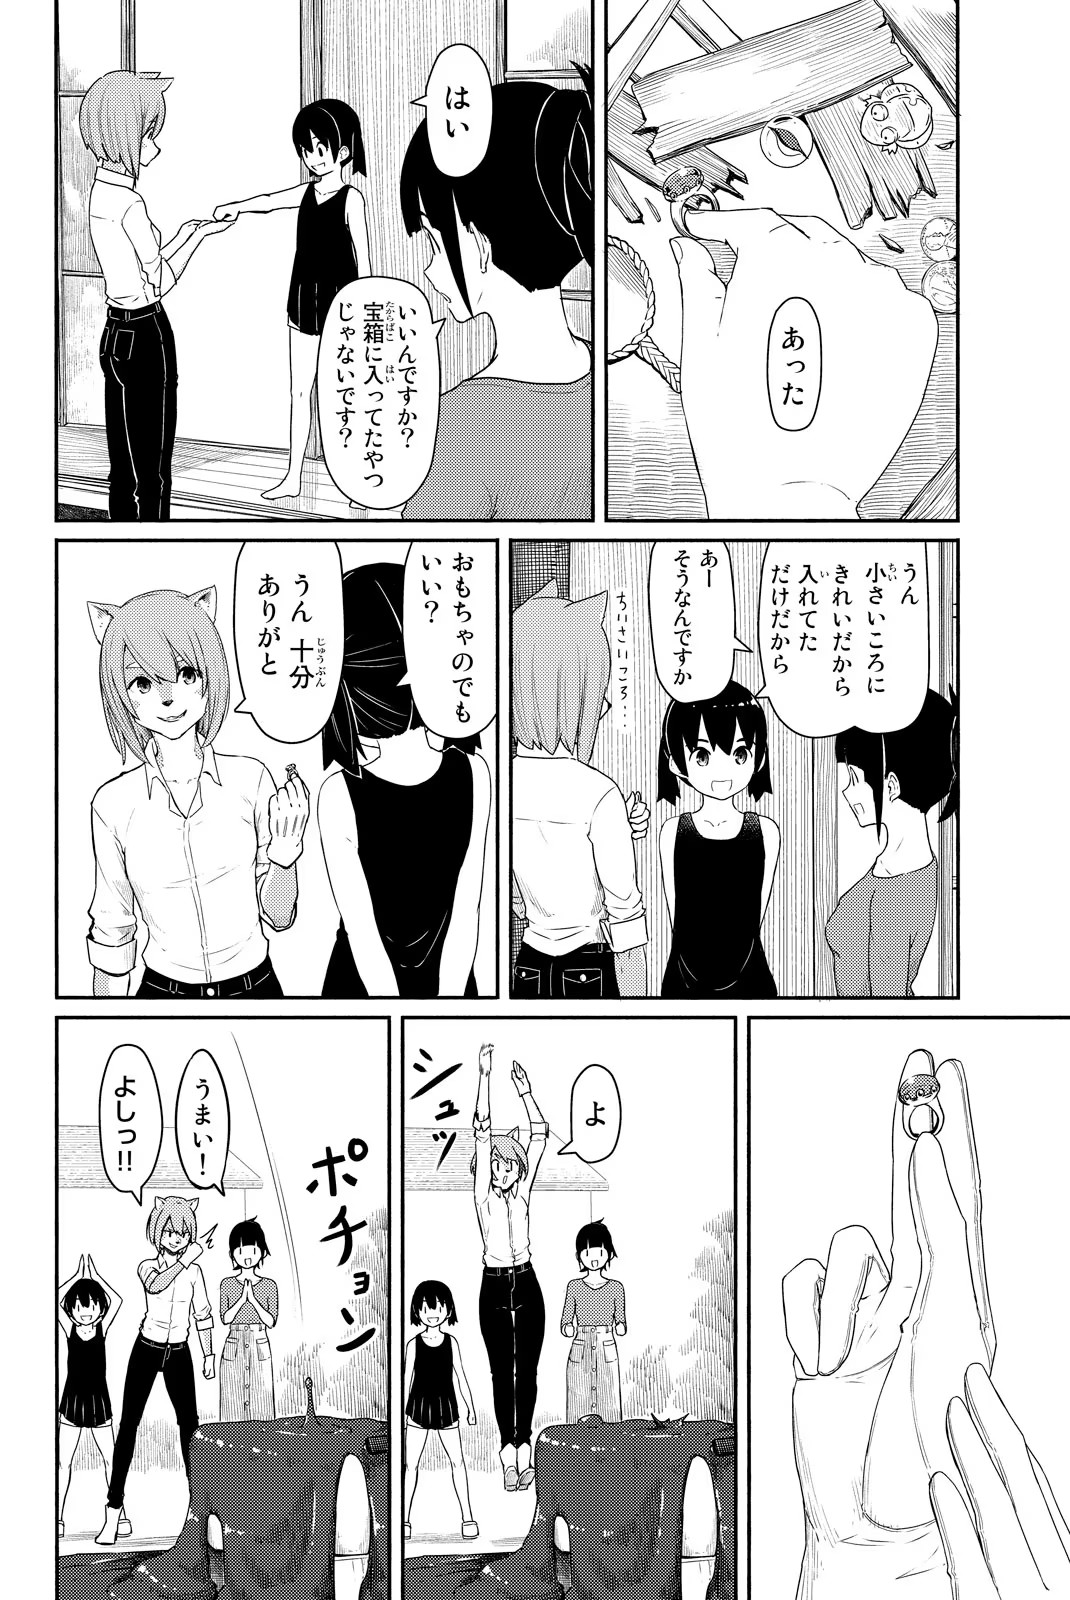 あった
はい
いいんですか？
宝箱に入ってたやつ
じゃないです？
うん
小さいころに
きれいだから
入れてた
だけだから
あー
そうなんですか
ちいさいころ…
おもちゃのでも
いい？
うん 十分
ありがと
よ
シュッ
ポチョーン
うまい！
よしっ!!